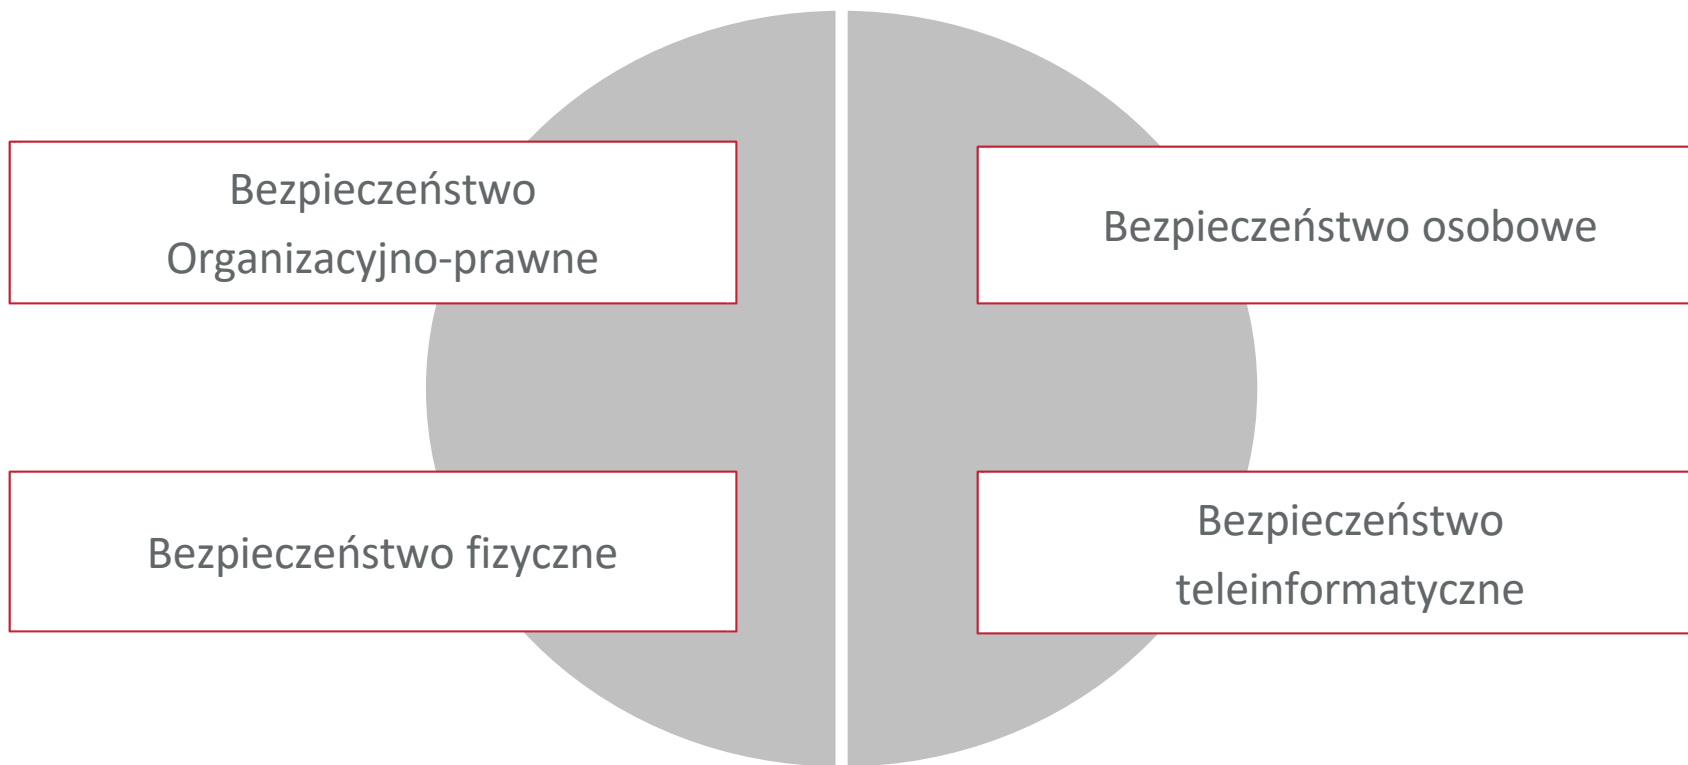 Bezpieczeństwo
Organizacyjno-prawne
Bezpieczeństwo osobowe
Bezpieczeństwo fizyczne
Bezpieczeństwo
teleinformatyczne